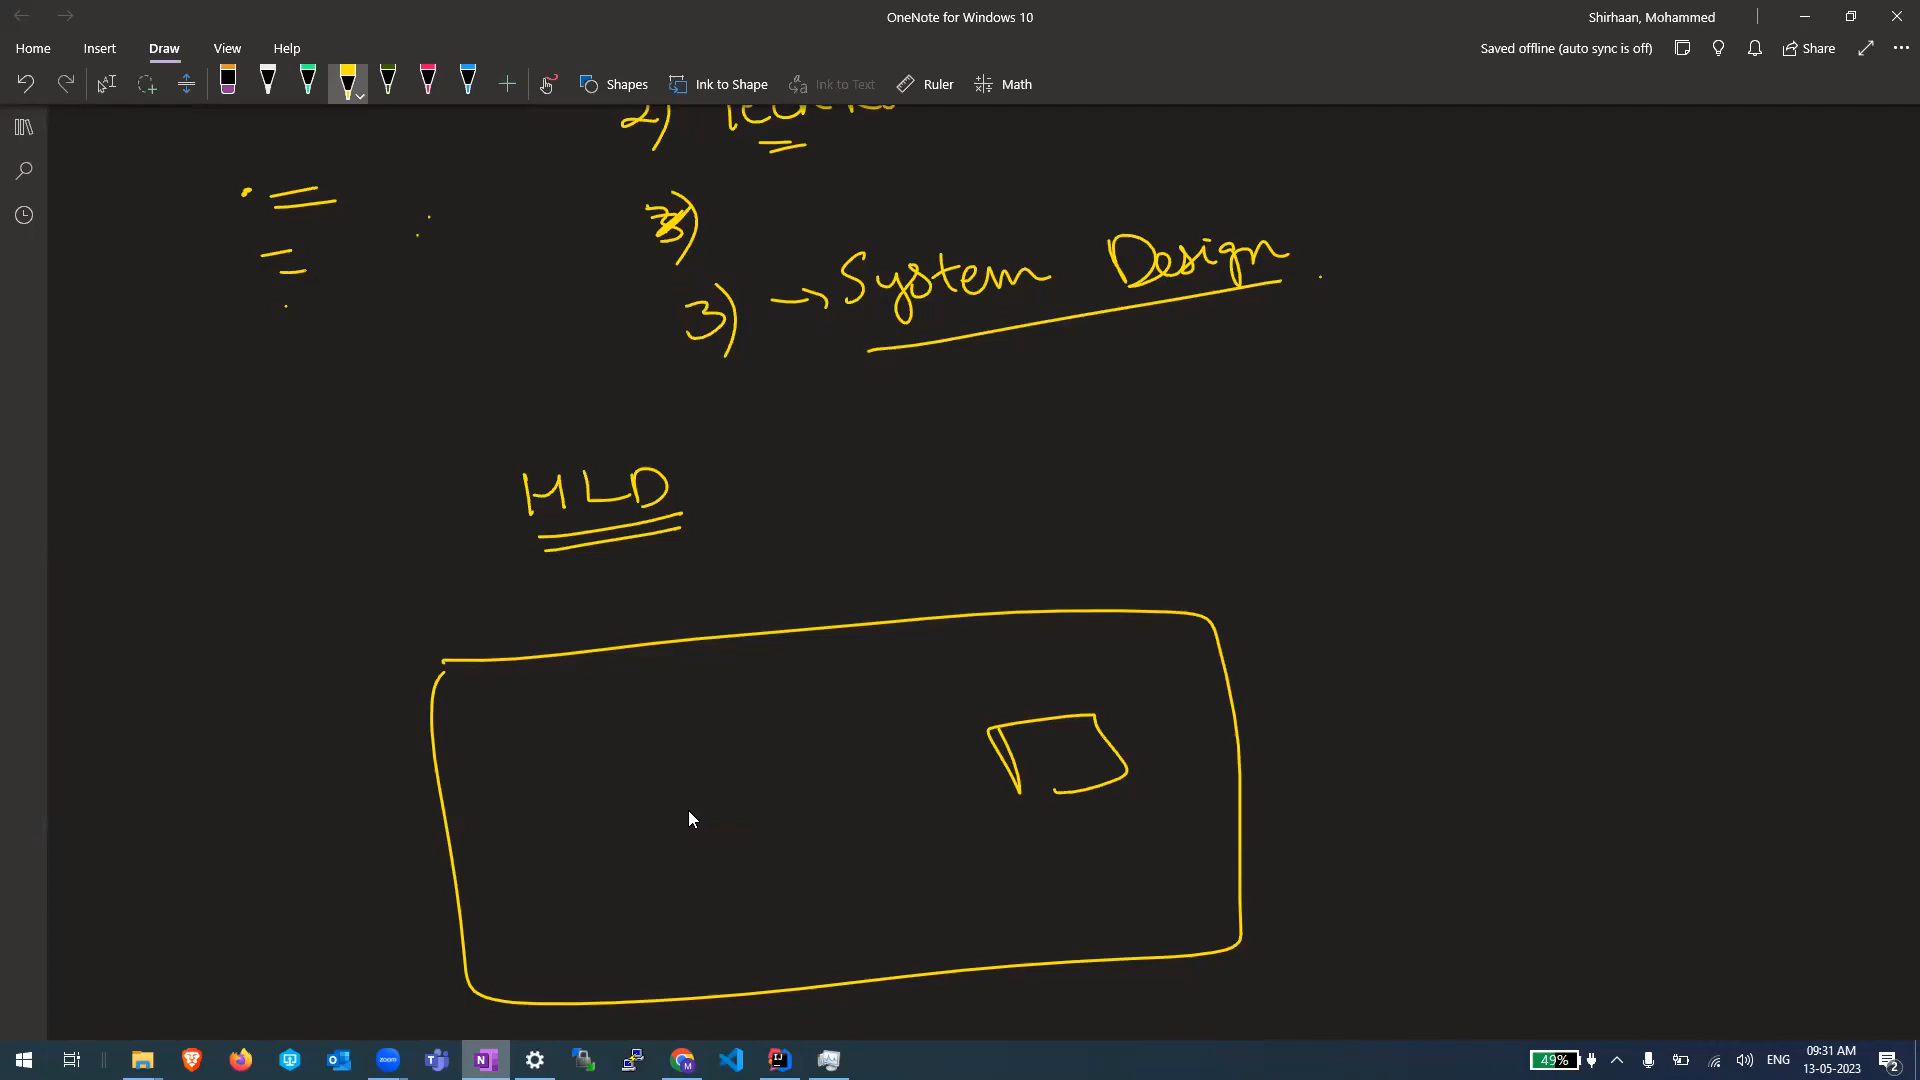 OneNote for Windows 10
Shirhaan, Mohammed
Home Insert Draw View Help
Saved offline (auto sync is off)
Share
Shapes
Ink to Shape
Ink to Text
Ruler
Math
2)
3)
3) → System Design
HLD
49%
ENG
09:31 AM
13-05-2023
2